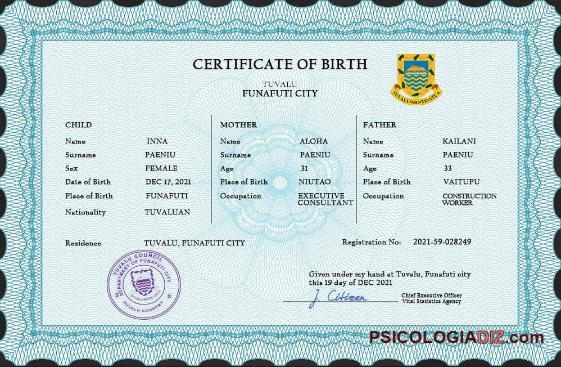 CERTIFICATE OF BIRTH
TUVALU
FUNAFUTI CITY
CHILD
Name INNA
Surname PAENIU
Sex FEMALE
Date of Birth DEC 17, 2021
Place of Birth FUNAFUTI
Nationality TUVALUAN
MOTHER
Name ALOHA
Surname PAENIU
Age 31
Place of Birth NIUTAO
Occupation EXECUTIVE
CONSULTANT
FATHER
Name KAILANI
Surname PAENIU
Age 33
Place of Birth VAITUPU
Occupation CONSTRUCTION
WORKER
Residence TUVALU, FUNAFUTI CITY
Registration No: 2021-59-028249
TUVALU COUNCIL
DEPARTMENT OF FUNAFUTI CITY
Given under my hand at Tuvalu, Funafuti city
this 19 day of DEC 2021
J. Citizen
Chief Executive Officer
Vital Statistics Agency
PSICOLOGIADIZ.com